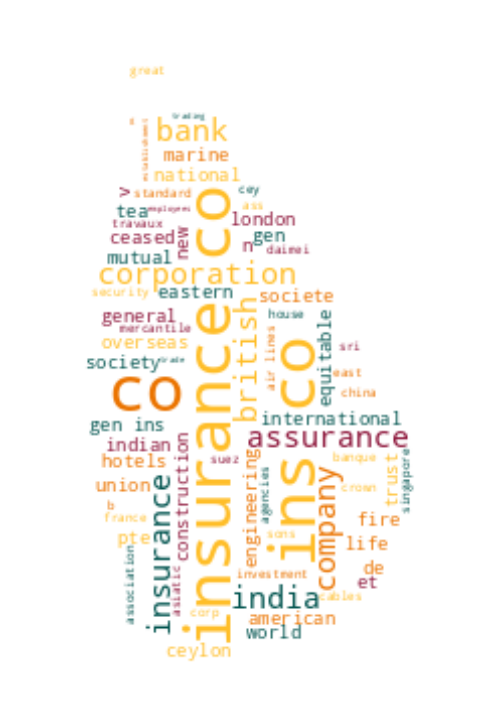 great
trading
bank
establishment
marine
national
v
standard
cey
tea
employees
ass
travaux
london
co
new
ceased
n
gen
daimei
mutual
corporation
security
eastern
societe
general
house
mercantile
british
air lines
equitable
overseas
sri
society
trade
co
east
co
china
insurance co
gen ins
international
indian
assurance
hotels
suez
banque
construction
engineering
trust
singapore
union
insurance
agencies
ins co
company
crown
b
france
fire
pte
sons
life
association
asiatic
investment
de
et
india
cables
corp
american
world
ceylon